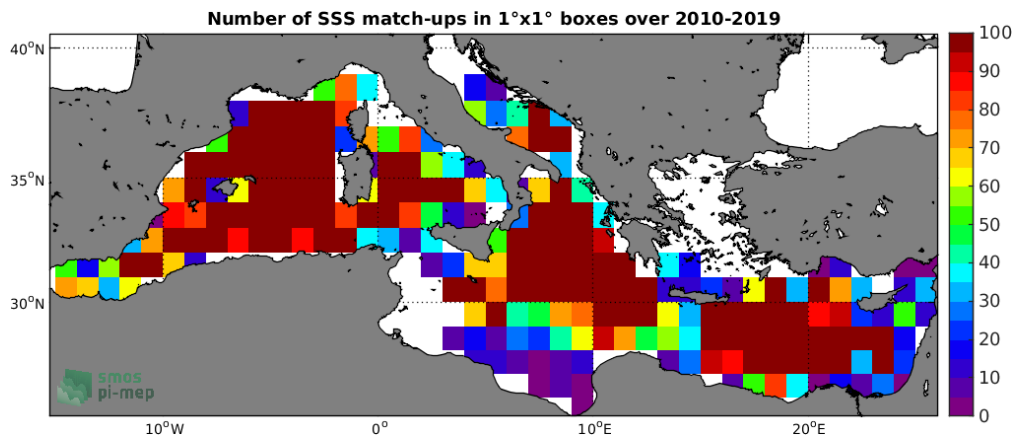 Number of SSS match-ups in 1°x1° boxes over 2010-2019
40°N
35°N
30°N
10°W
0°
10°E
20°E
100
90
80
70
60
50
40
30
20
10
0
smos
pi-mep